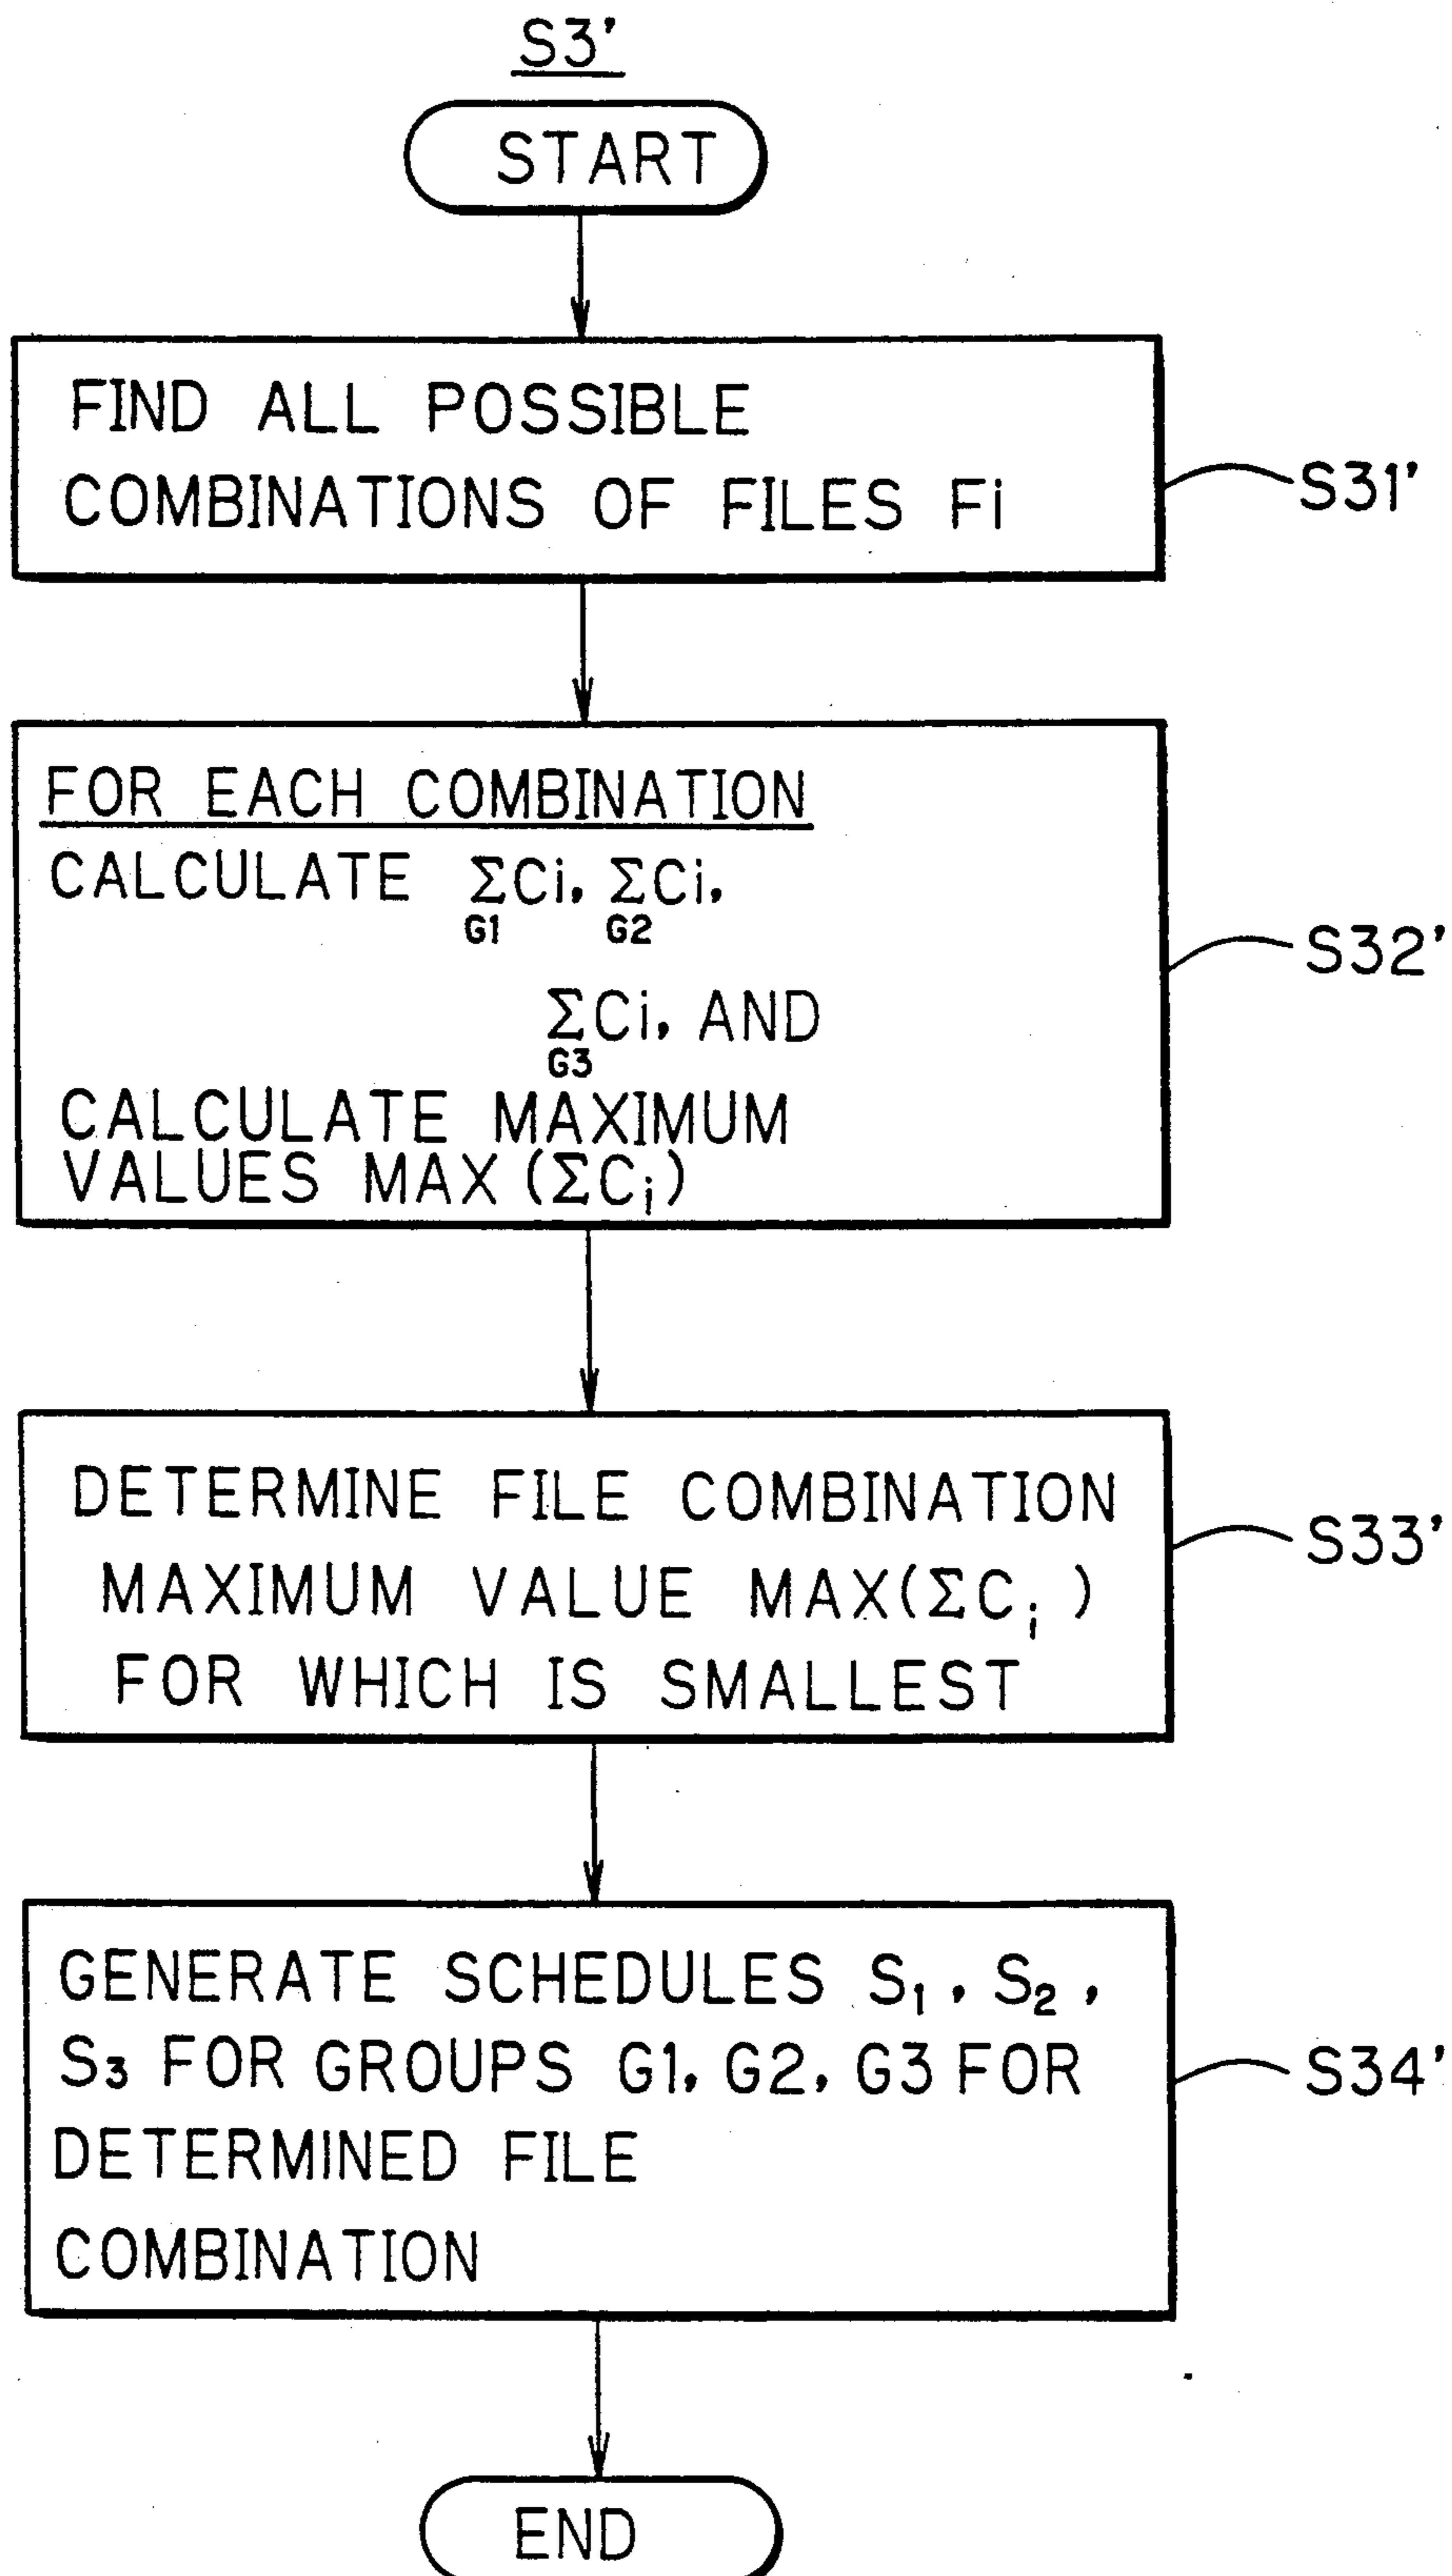 S3'
START
FIND ALL POSSIBLE
COMBINATIONS OF FILES Fi
S31'
FOR EACH COMBINATION
CALCULATE ΣCi, ΣCi,
G1 G2
S32'
ΣCi, AND
G3
CALCULATE MAXIMUM
VALUES MAX (ΣCi)
DETERMINE FILE COMBINATION
MAXIMUM VALUE MAX(ΣCi)
FOR WHICH IS SMALLEST
S33'
GENERATE SCHEDULES S1, S2,
S3 FOR GROUPS G1, G2, G3 FOR
DETERMINED FILE
COMBINATION
S34'
END